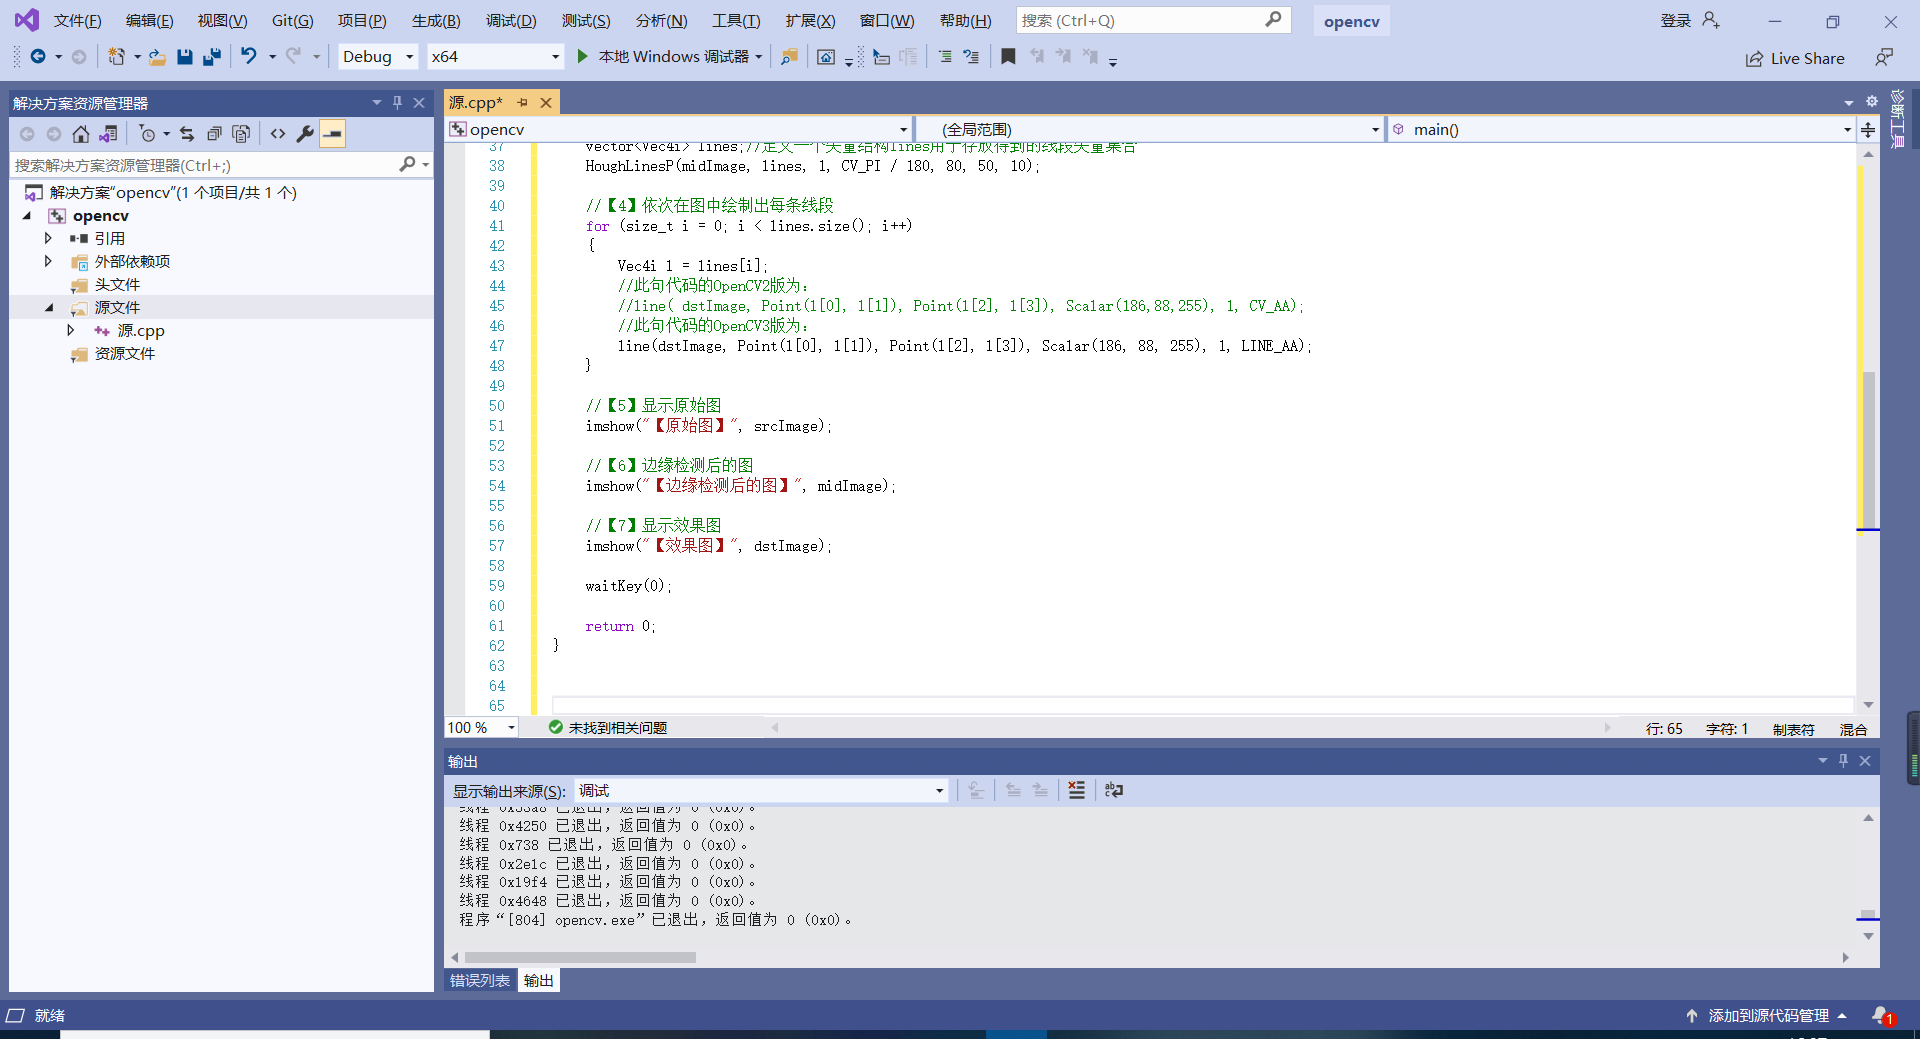 文件(F) 编辑(E) 视图(V) Git(G) 项目(P) 生成(B) 调试(D) 测试(S) 分析(N) 工具(T) 扩展(X) 窗口(W) 帮助(H) 搜索 (Ctrl+Q) opencv 登录
Debug x64 本地 Windows 调试器 Live Share
解决方案资源管理器
搜索解决方案资源管理器(Ctrl+;)
解决方案"opencv"(1 个项目/共 1 个)
opencv
引用
外部依赖项
头文件
源文件
源.cpp
资源文件
源.cpp*
opencv (全局范围) main()
37 vector<Vec4i> lines;//定义一个矢量结构lines用于存放得到的线段矢量集合
38 HoughLinesP(midImage, lines, 1, CV_PI / 180, 80, 50, 10);
39
40 //【4】依次在图中绘制出每条线段
41 for (size_t i = 0; i < lines.size(); i++)
42 {
43 Vec4i l = lines[i];
44 //此句代码的OpenCV2版为:
45 //line( dstImage, Point(l[0], l[1]), Point(l[2], l[3]), Scalar(186,88,255), 1, CV_AA);
46 //此句代码的OpenCV3版为:
47 line(dstImage, Point(l[0], l[1]), Point(l[2], l[3]), Scalar(186, 88, 255), 1, LINE_AA);
48 }
49
50 //【5】显示原始图
51 imshow("【原始图】", srcImage);
52
53 //【6】边缘检测后的图
54 imshow("【边缘检测后的图】", midImage);
55
56 //【7】显示效果图
57 imshow("【效果图】", dstImage);
58
59 waitKey(0);
60
61 return 0;
62 }
63
64
65
100 % 未找到相关问题 行: 65 字符: 1 制表符 混合
诊断工具
输出
显示输出来源(S): 调试
线程 0x53a8 已退出，返回值为 0 (0x0)。
线程 0x4250 已退出，返回值为 0 (0x0)。
线程 0x738 已退出，返回值为 0 (0x0)。
线程 0x2e1c 已退出，返回值为 0 (0x0)。
线程 0x19f4 已退出，返回值为 0 (0x0)。
线程 0x4648 已退出，返回值为 0 (0x0)。
程序“[804] opencv.exe”已退出，返回值为 0 (0x0)。
错误列表 输出
就绪 添加到源代码管理 1